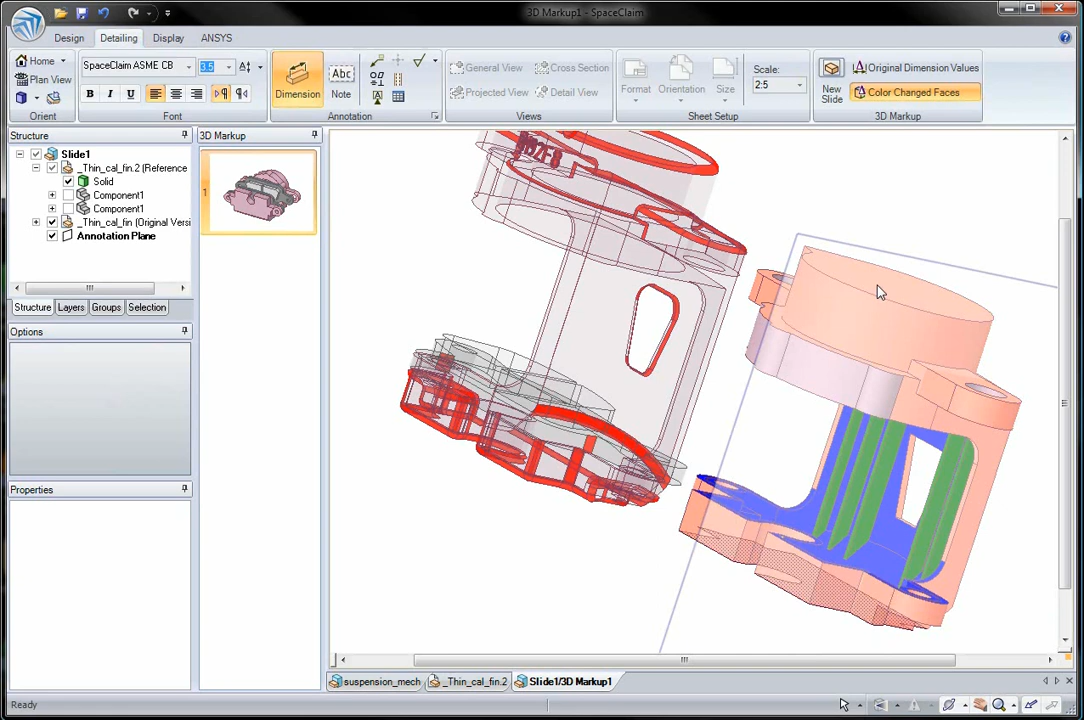 3D Markup1 - SpaceClaim
Design Detailing Display ANSYS
Home
Plan View
Orient
SpaceClaim ASME CB 3.5
B I U
Font
Dimension
Abc
Note
Annotation
General View Cross Section
Projected View Detail View
Views
Format Orientation Size
Scale:
2:5
Sheet Setup
New Slide
Original Dimension Values
Color Changed Faces
3D Markup
Structure
Slide1
_Thin_cal_fin.2 (Reference
Solid
Component1
Component1
_Thin_cal_fin (Original Versi
Annotation Plane
Structure Layers Groups Selection
Options
Properties
3D Markup
1
suspension_mech _Thin_cal_fin.2 Slide1/3D Markup1
Ready